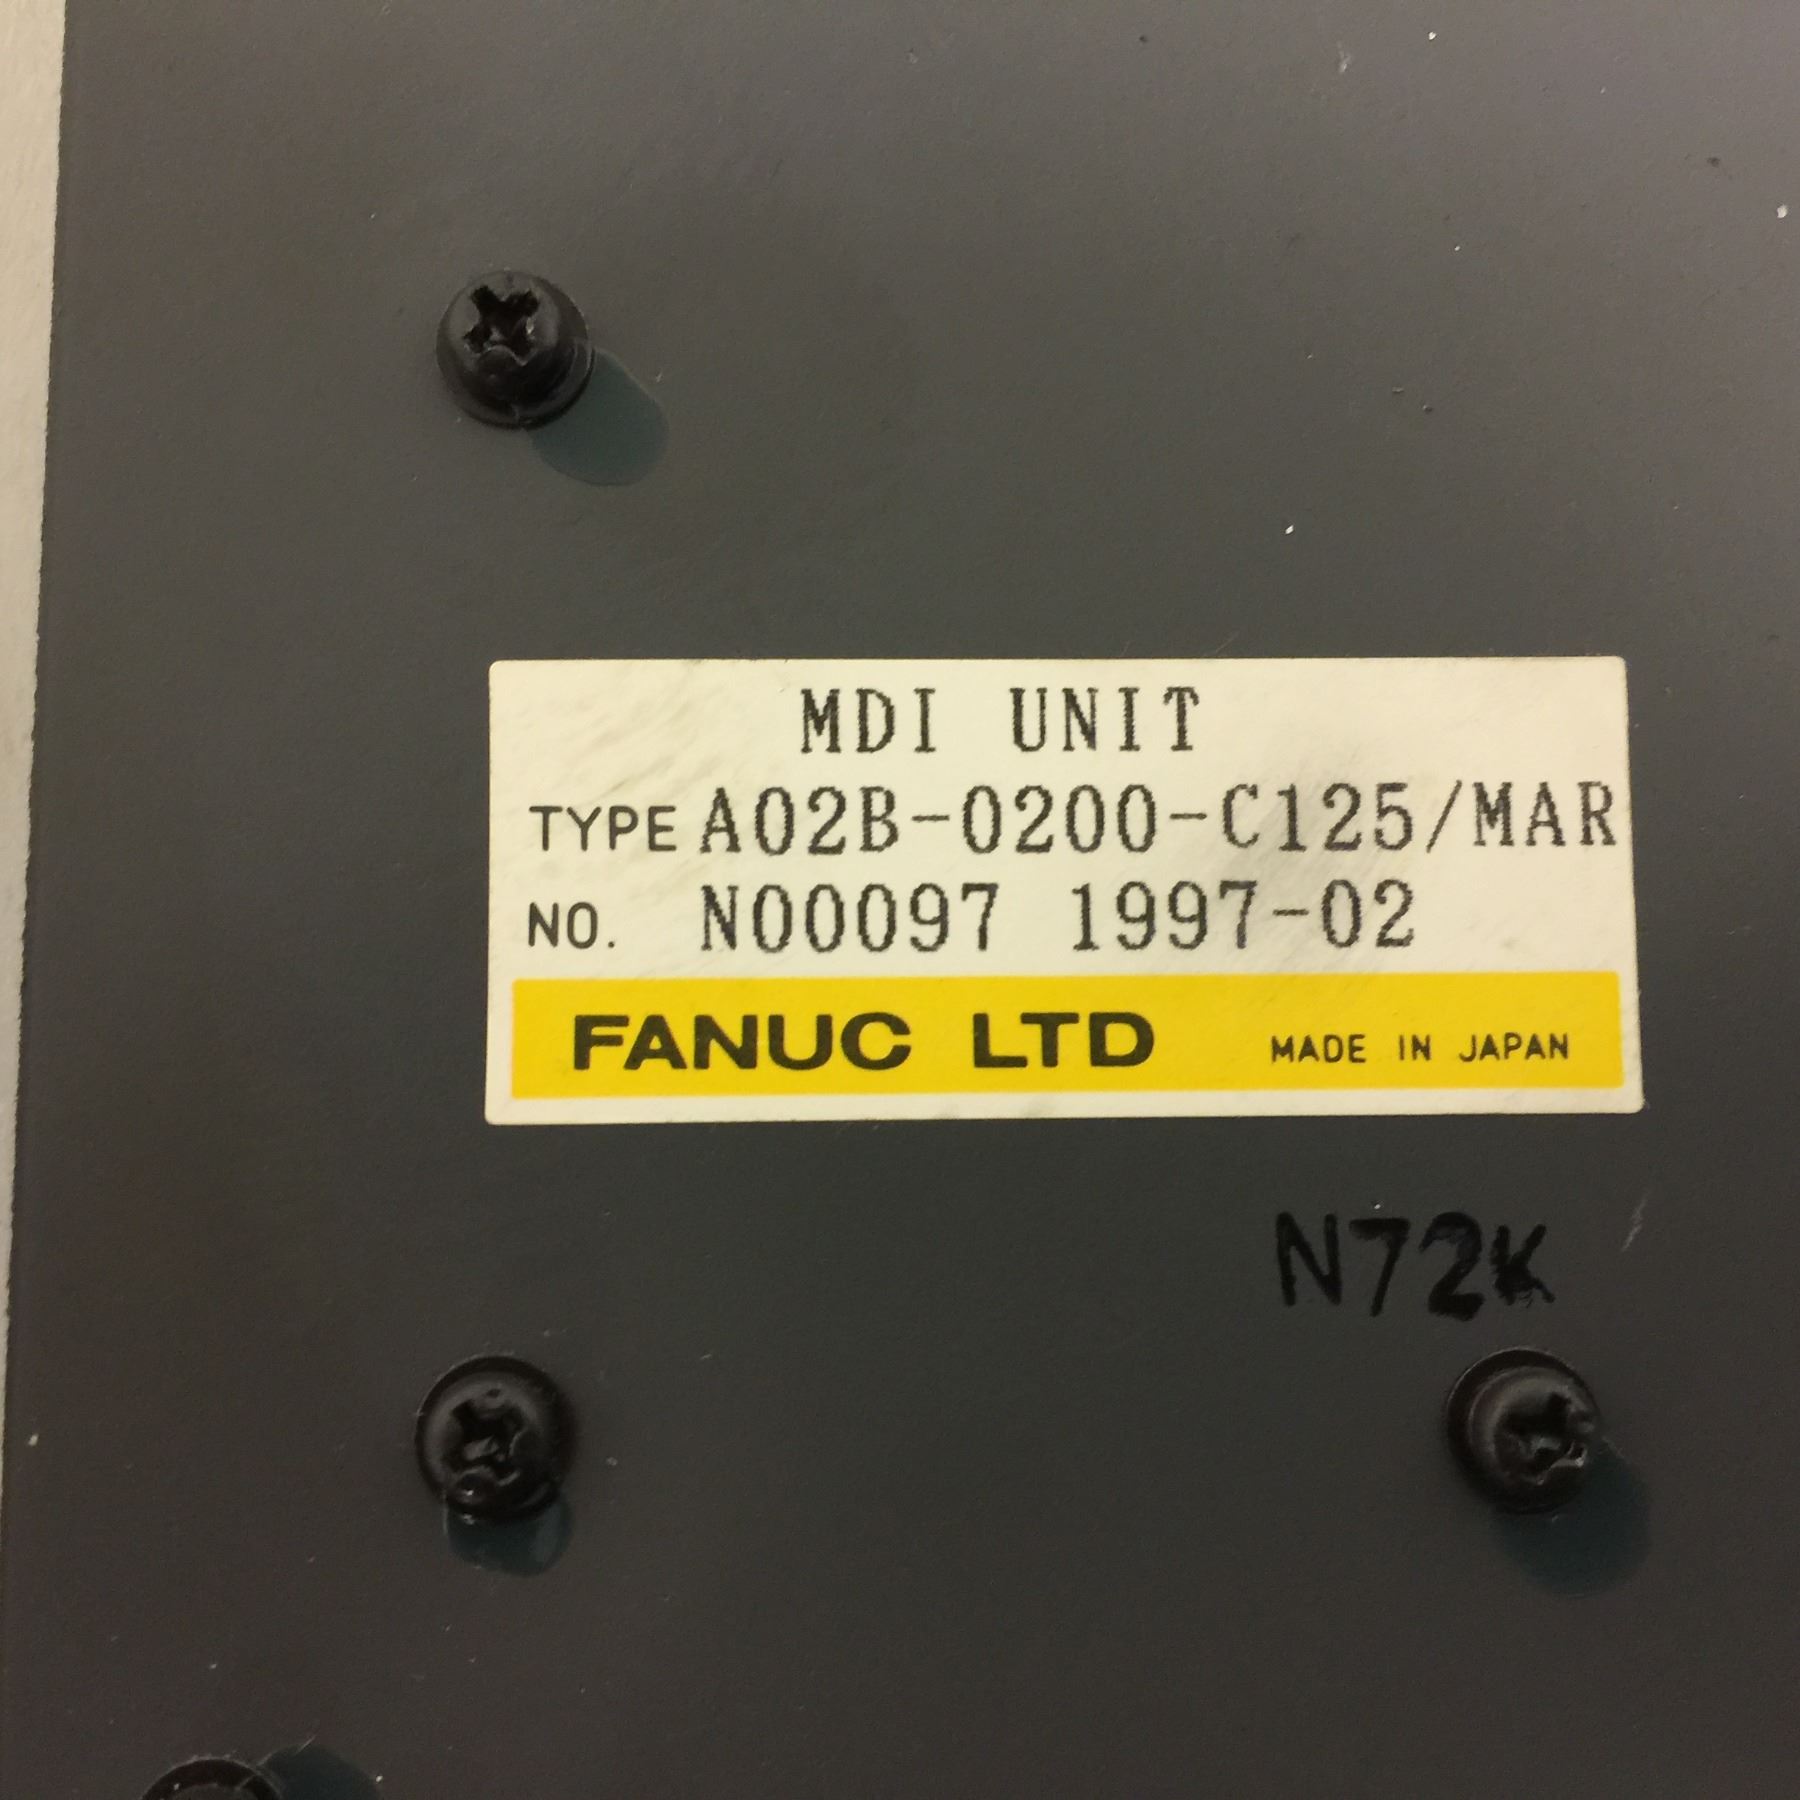 MDI UNIT
TYPE A02B-0200-C125/MAR
NO. N00097 1997-02
FANUC LTD MADE IN JAPAN
N72K